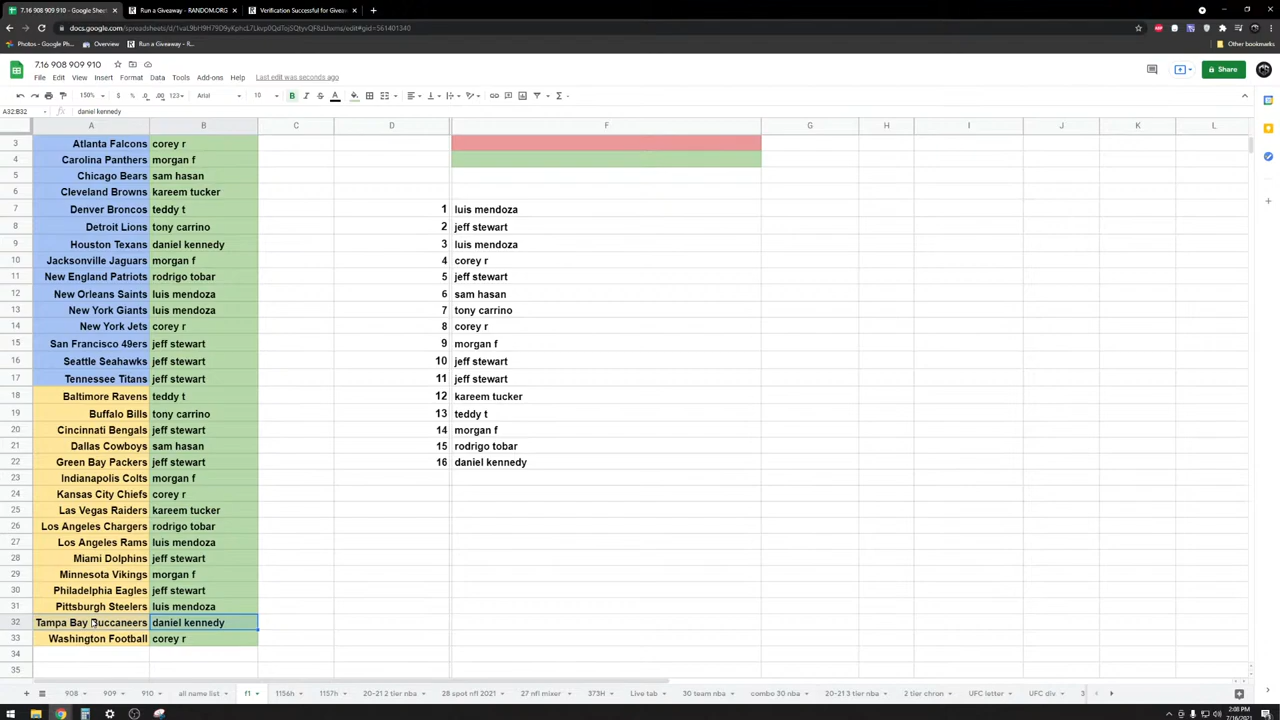 7.16 908 909 910 - Google Sheet
Run a Giveaway - RANDOM.ORG
Verification Successful for Giveaw
docs.google.com/spreadsheets/d/
Photos - Google Ph...
Overview
Run a Giveaway - R...
Other bookmarks
7.16 908 909 910
File Edit View Insert Format Data Tools Add-ons Help Last edit was seconds ago
Share
150% $ % .0 .00 123 Arial 10 B I S A
A32:B32 fx daniel kennedy
A B C D F G H I J K L
3 Atlanta Falcons corey r
4 Carolina Panthers morgan f
5 Chicago Bears sam hasan
6 Cleveland Browns kareem tucker
7 Denver Broncos teddy t 1 luis mendoza
8 Detroit Lions tony carrino 2 jeff stewart
9 Houston Texans daniel kennedy 3 luis mendoza
10 Jacksonville Jaguars morgan f 4 corey r
11 New England Patriots rodrigo tobar 5 jeff stewart
12 New Orleans Saints luis mendoza 6 sam hasan
13 New York Giants luis mendoza 7 tony carrino
14 New York Jets corey r 8 corey r
15 San Francisco 49ers jeff stewart 9 morgan f
16 Seattle Seahawks jeff stewart 10 jeff stewart
17 Tennessee Titans jeff stewart 11 jeff stewart
18 Baltimore Ravens teddy t 12 kareem tucker
19 Buffalo Bills tony carrino 13 teddy t
20 Cincinnati Bengals jeff stewart 14 morgan f
21 Dallas Cowboys sam hasan 15 rodrigo tobar
22 Green Bay Packers jeff stewart 16 daniel kennedy
23 Indianapolis Colts morgan f
24 Kansas City Chiefs corey r
25 Las Vegas Raiders kareem tucker
26 Los Angeles Chargers rodrigo tobar
27 Los Angeles Rams luis mendoza
28 Miami Dolphins jeff stewart
29 Minnesota Vikings morgan f
30 Philadelphia Eagles jeff stewart
31 Pittsburgh Steelers luis mendoza
32 Tampa Bay Buccaneers daniel kennedy
33 Washington Football corey r
34
35
908 909 910 all name list f1 1156h 1157h 20-21 2 tier nba 28 spot nfl 2021 27 nfl mixer 373H Live tab 30 team nba combo 30 nba 20-21 3 tier nba 2 tier chron UFC letter UFC div 3
2:08 PM
7/16/2021